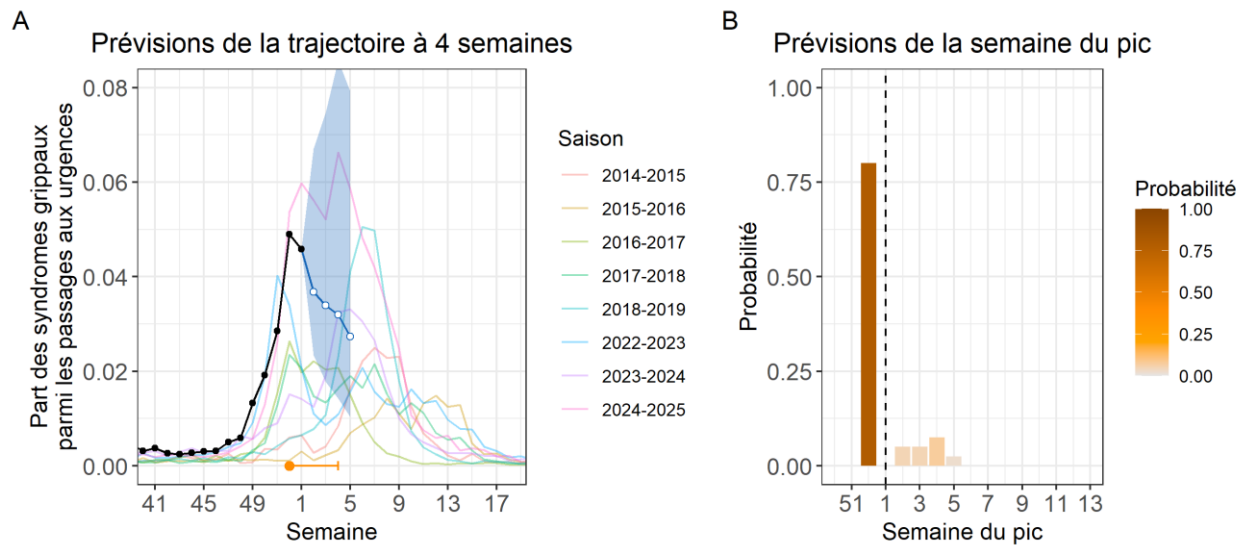 A
Prévisions de la trajectoire à 4 semaines
Part des syndromes grippaux
parmi les passages aux urgences
0.08
0.06
0.04
0.02
0.00
41 45 49 1 5 9 13 17
Semaine
Saison
2014-2015
2015-2016
2016-2017
2017-2018
2018-2019
2022-2023
2023-2024
2024-2025
B
Prévisions de la semaine du pic
Probabilité
1.00
0.75
0.50
0.25
0.00
51 1 3 5 7 9 11 13
Semaine du pic
Probabilité
1.00
0.75
0.50
0.25
0.00